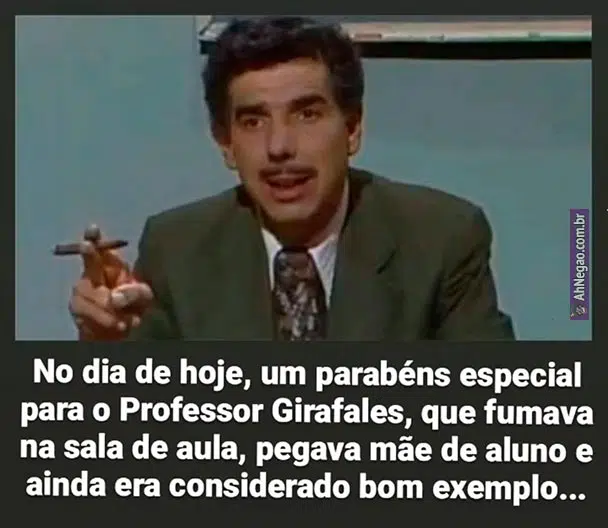 AhNegao.com.br
No dia de hoje, um parabéns especial
para o Professor Girafales, que fumava
na sala de aula, pegava mãe de aluno e
ainda era considerado bom exemplo...